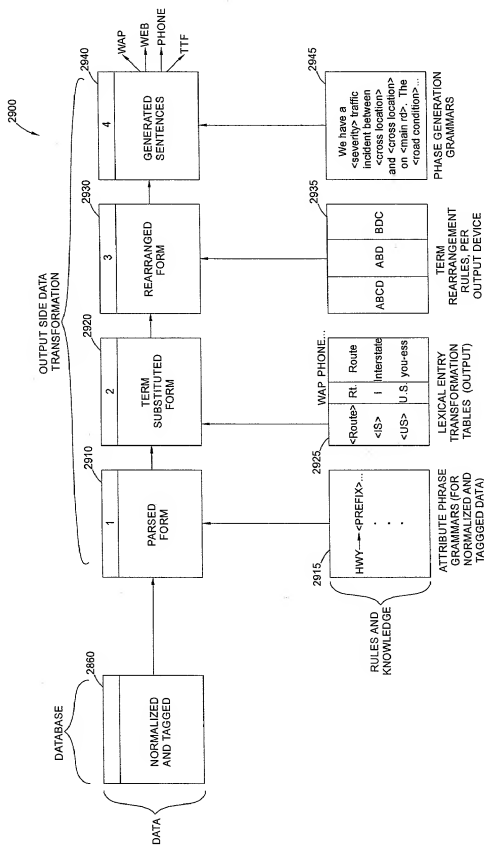 2900
OUTPUT SIDE DATA
TRANSFORMATION
DATABASE
2860
NORMALIZED
AND TAGGED
DATA
2910
1
PARSED
FORM
2920
2
TERM
SUBSTITUTED
FORM
2930
3
REARRANGED
FORM
2940
4
GENERATED
SENTENCES
WAP
WEB
PHONE
TTF
RULES AND
KNOWLEDGE
2915
HWY <PREFIX>...
ATTRIBUTE PHRASE
GRAMMARS (FOR
NORMALIZED AND
TAGGGED DATA)
2925
WAP PHONE...
<Route> Rt. Route
<IS> i Interstate
<US> U.S. you-ess
LEXICAL ENTRY
TRANSFORMATION
TABLES (OUTPUT)
2935
ABCD ABD BDC
TERM
REARRANGEMENT
RULES, PER
OUTPUT DEVICE
2945
We have a
<severity> traffic
incident between
<cross location>
and <cross location>
on <main rd>. The
<road condition>...
PHASE GENERATION
GRAMMARS